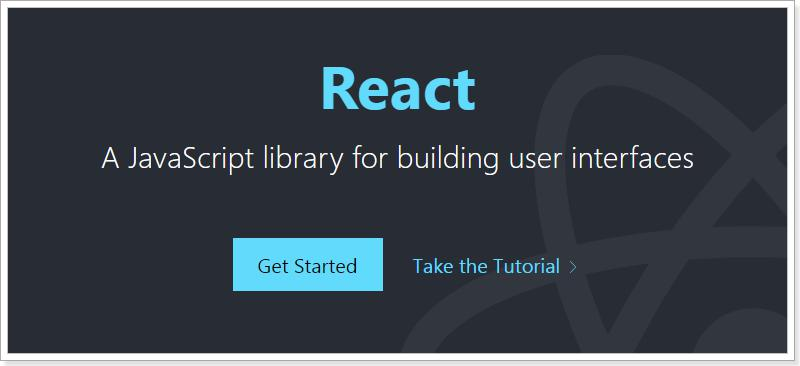 React
A JavaScript library for building user interfaces
Get Started
Take the Tutorial >